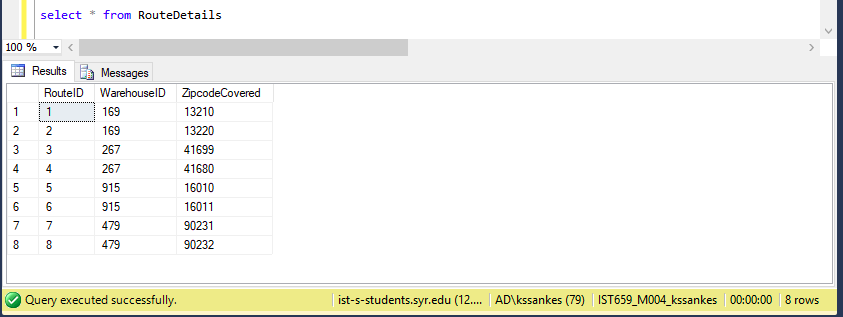 select * from RouteDetails
100 %
Results Messages
RouteID WarehouseID ZipcodeCovered
1 1 169 13210
2 2 169 13220
3 3 267 41699
4 4 267 41680
5 5 915 16010
6 6 915 16011
7 7 479 90231
8 8 479 90232
Query executed successfully. ist-s-students.syr.edu (12.... AD\kssankes (79) IST659_M004_kssankes 00:00:00 8 rows